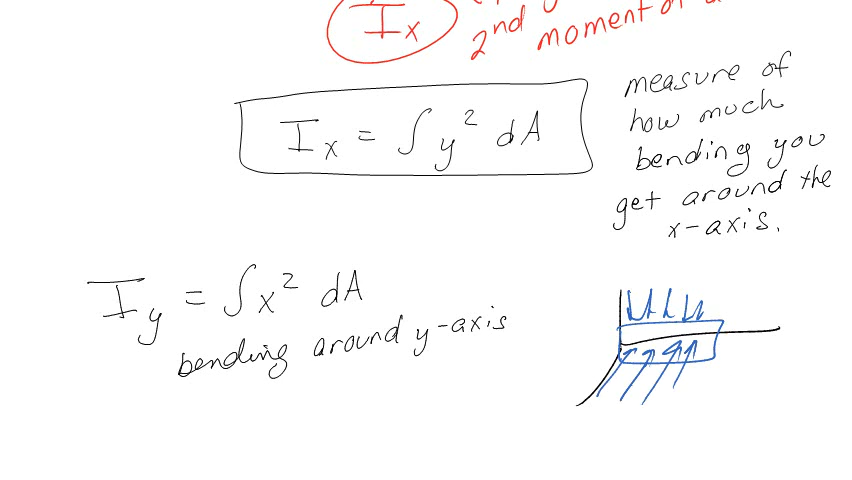 Ix
2nd moment of
Ix = ∫ y² dA
measure of
how much
bending you
get around the
x-axis.
Iy = ∫x² dA
bending around y-axis